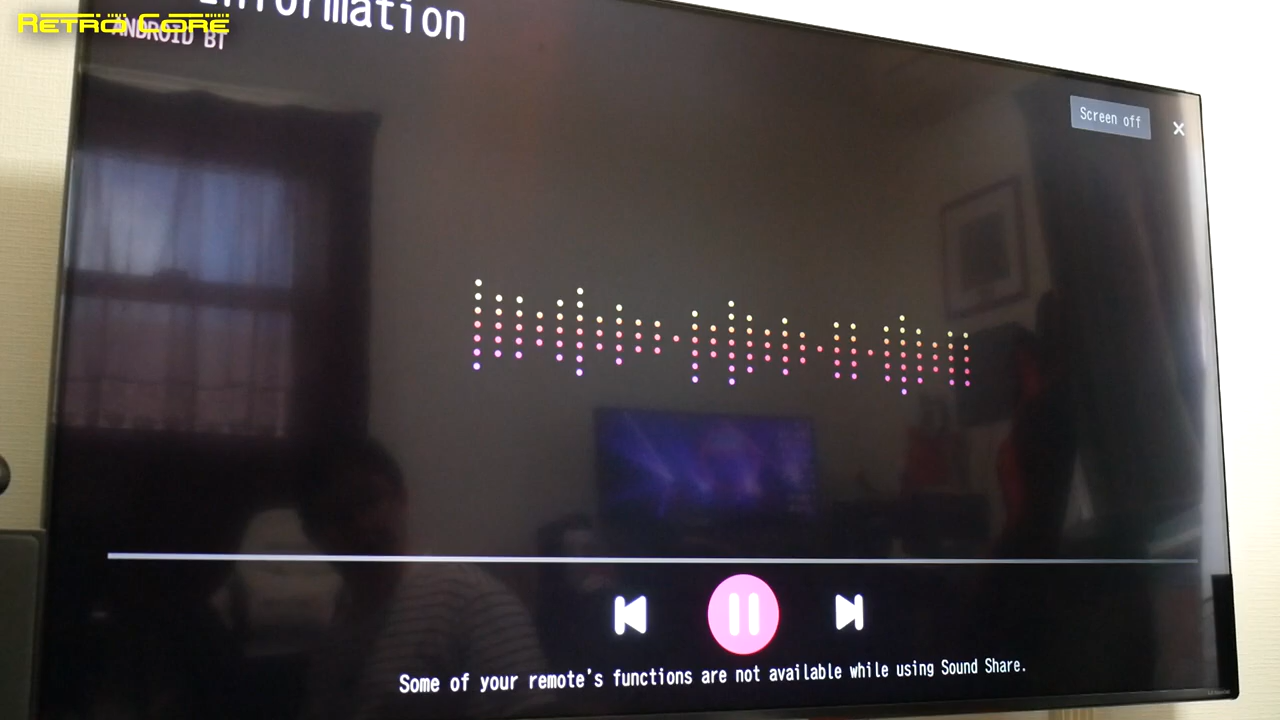 Information
RETRO CORE
ANDROID BT
Screen off
Some of your remote's functions are not available while using Sound Share.